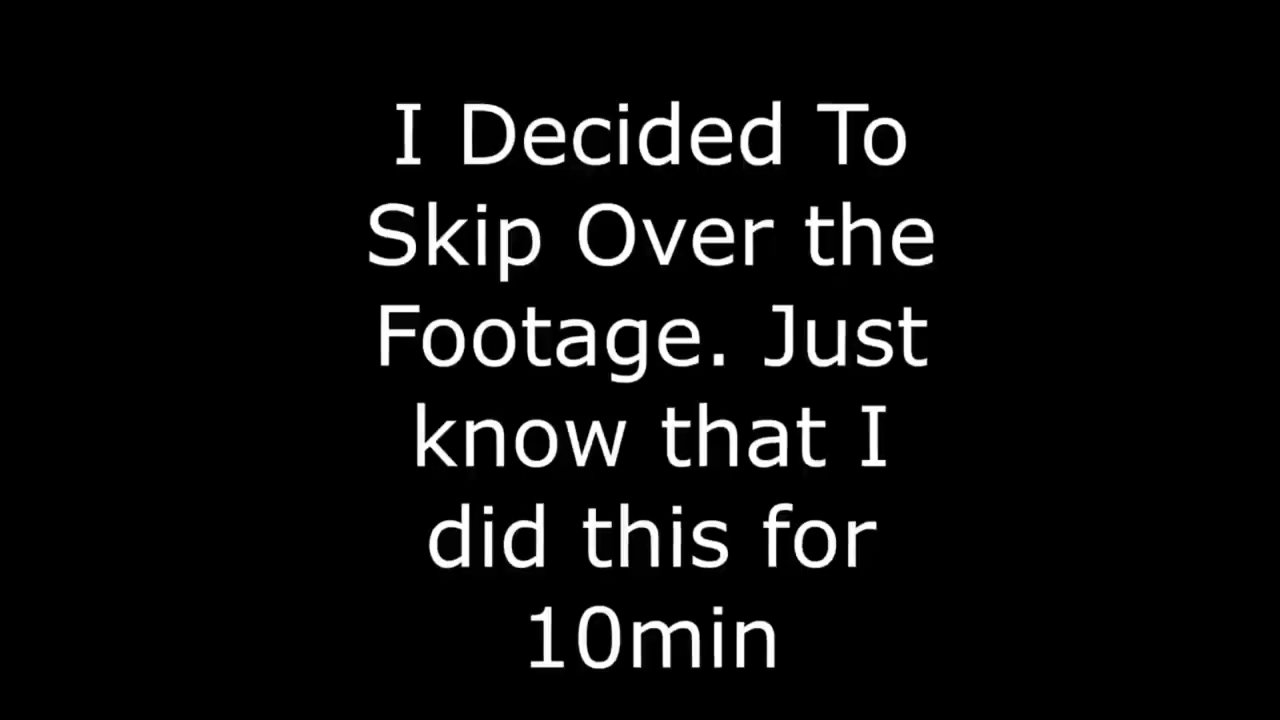 I Decided To
Skip Over the
Footage. Just
know that I
did this for
10min